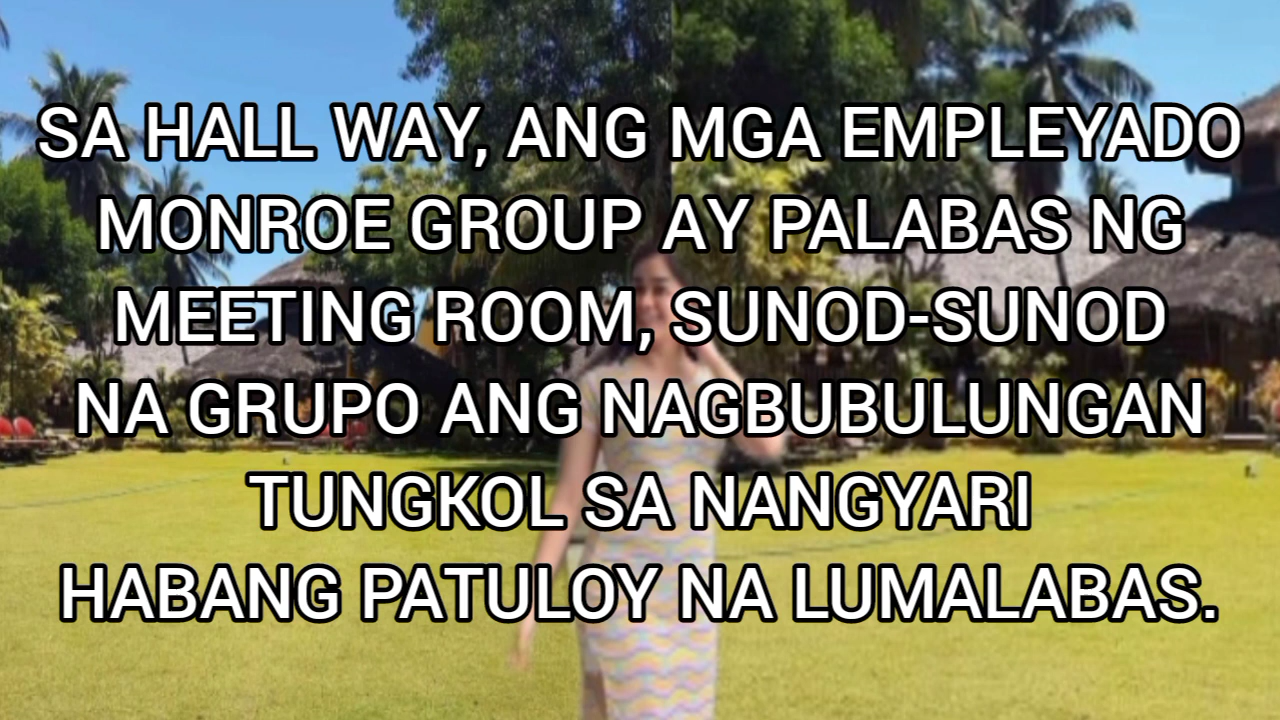 SA HALL WAY, ANG MGA EMPLEYADO
MONROE GROUP AY PALABAS NG
MEETING ROOM, SUNOD-SUNOD
NA GRUPO ANG NAGBUBULUNGAN
TUNGKOL SA NANGYARI
HABANG PATULOY NA LUMALABAS.